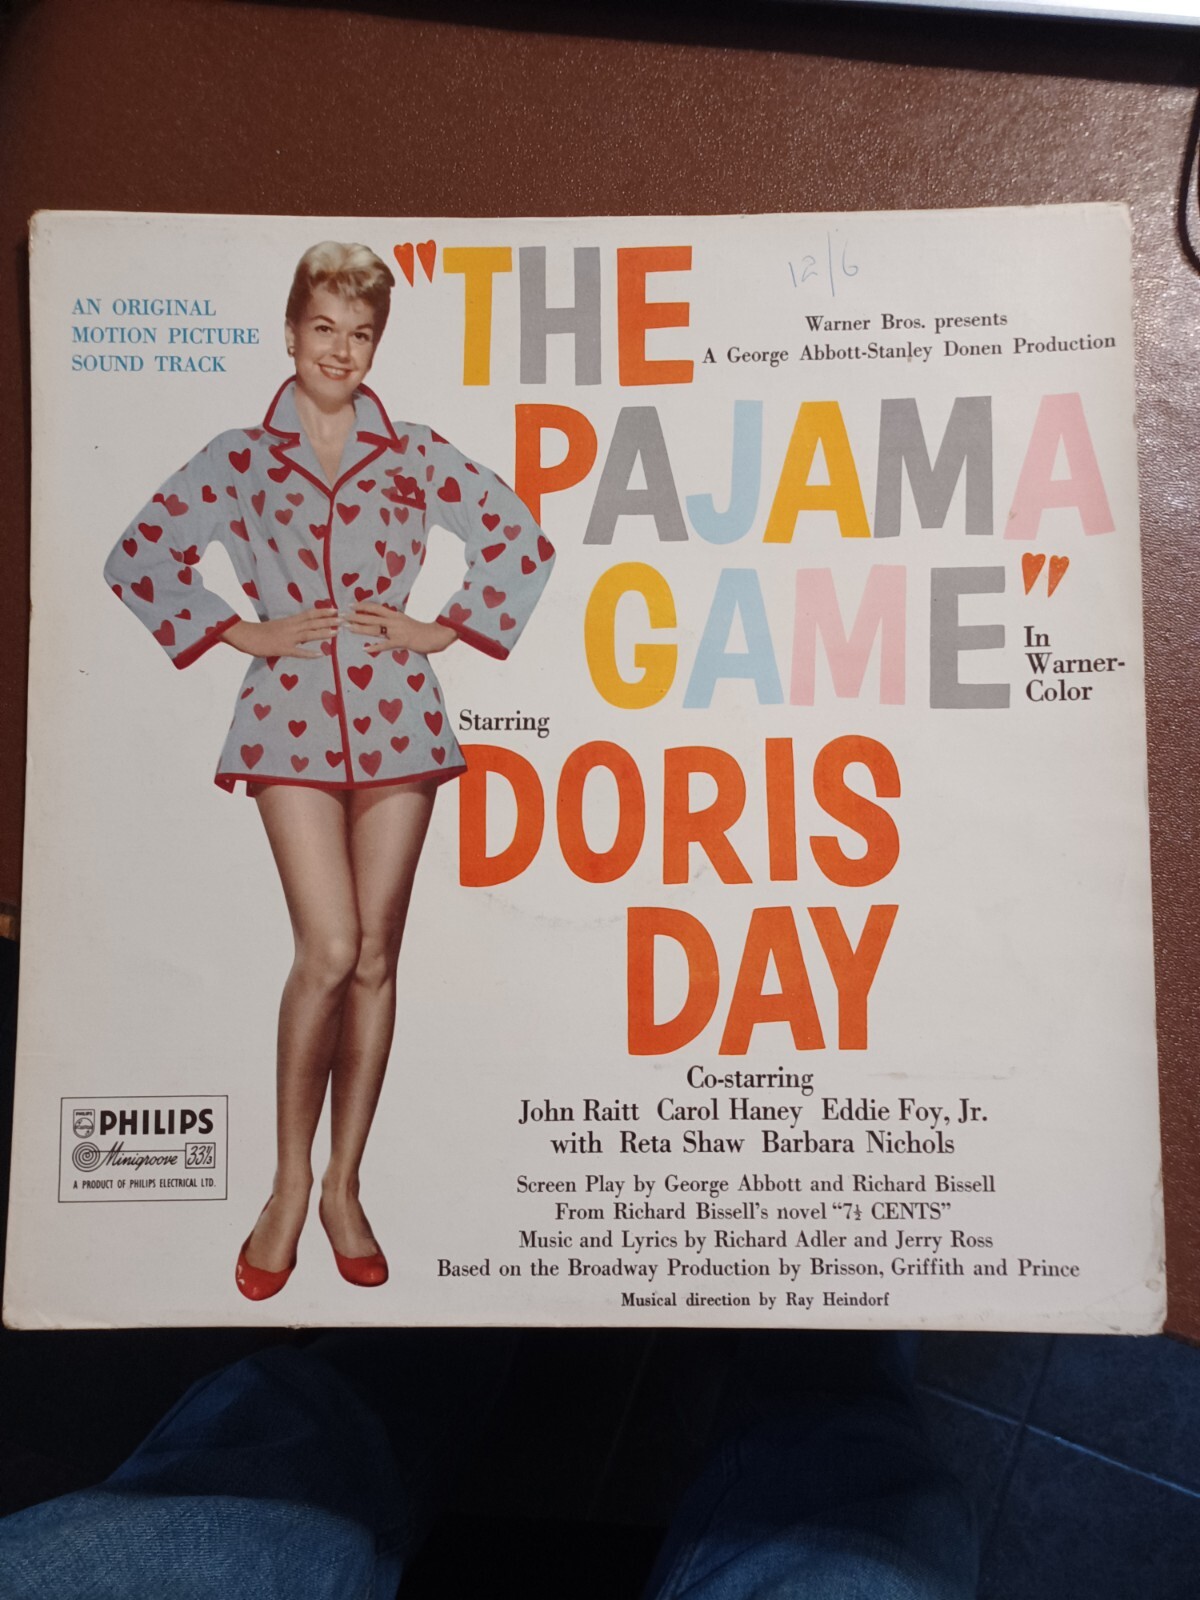 AN ORIGINAL
MOTION PICTURE
SOUND TRACK
12/6
Warner Bros. presents
A George Abbott-Stanley Donen Production
"THE
PAJAMA
GAME"
In
Warner-
Color
Starring
DORIS
DAY
Co-starring
John Raitt Carol Haney Eddie Foy, Jr.
with Reta Shaw Barbara Nichols
Screen Play by George Abbott and Richard Bissell
From Richard Bissell's novel "7½ CENTS"
Music and Lyrics by Richard Adler and Jerry Ross
Based on the Broadway Production by Brisson, Griffith and Prince
Musical direction by Ray Heindorf
PHILIPS
PHILIPS
Minigroove 33⅓
A PRODUCT OF PHILIPS ELECTRICAL LTD.